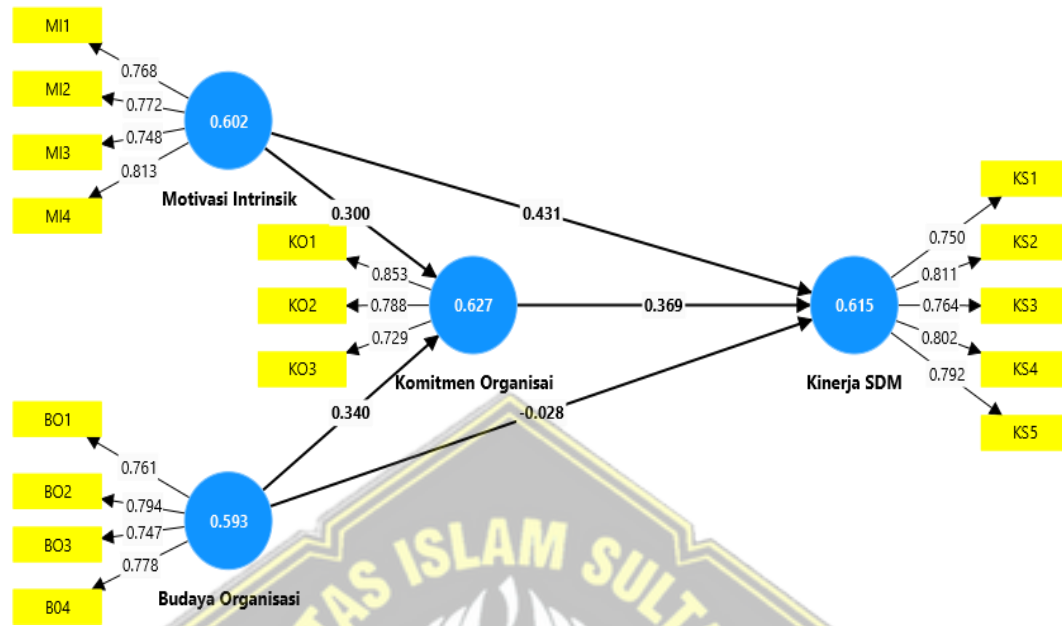 MI1
0.768
MI2
0.772
MI3
0.748
MI4
0.813
0.602
Motivasi Intrinsik
0.300
0.431
KO1
0.853
KO2
0.788
KO3
0.729
0.627
Komitmen Organisai
0.369
0.340
-0.028
BO1
0.761
BO2
0.794
BO3
0.747
B04
0.778
0.593
Budaya Organisasi
0.615
Kinerja SDM
KS1
0.750
KS2
0.811
KS3
0.764
KS4
0.802
KS5
0.792
TAS ISLAM SULT